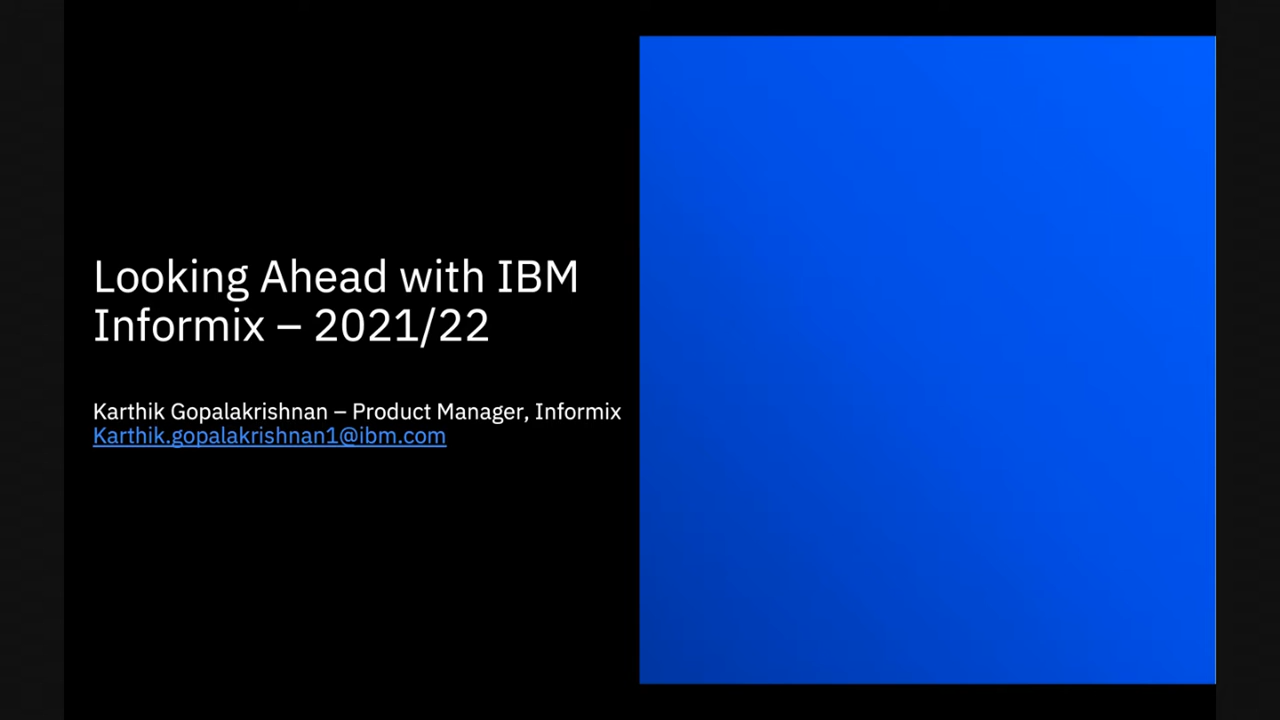 Looking Ahead with IBM
Informix – 2021/22
Karthik Gopalakrishnan – Product Manager, Informix
Karthik.gopalakrishnan1@ibm.com